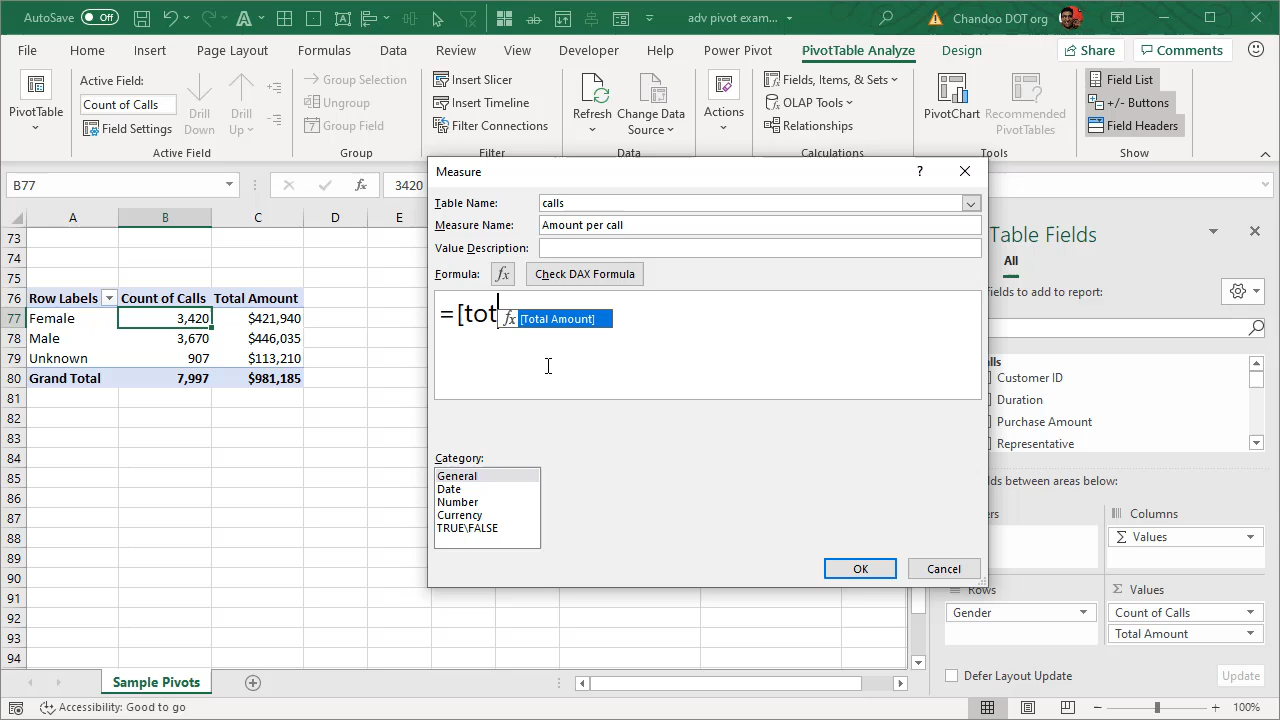 AutoSave Off A adv pivot exam... Chandoo DOT org
File Home Insert Page Layout Formulas Data Review View Developer Help Power Pivot PivotTable Analyze Design Share Comments
PivotTable
Active Field:
Count of Calls
Field Settings
Drill Down
Drill Up
Active Field
Group Selection
Ungroup
Group Field
Group
Insert Slicer
Insert Timeline
Filter Connections
Filter
Refresh
Change Data Source
Data
Actions
Fields, Items, & Sets
OLAP Tools
Relationships
Calculations
PivotChart
Recommended PivotTables
Tools
Field List
+/- Buttons
Field Headers
Show
B77 fx 3420
A B C D E
73
74
75
76 Row Labels Count of Calls Total Amount
77 Female 3,420 $421,940
78 Male 3,670 $446,035
79 Unknown 907 $113,210
80 Grand Total 7,997 $981,185
81
82
83
84
85
86
87
88
89
90
91
92
93
94
Measure ?
Table Name: calls
Measure Name: Amount per call
Value Description:
Formula: fx Check DAX Formula
=[tot
fx [Total Amount]
Category:
General
Date
Number
Currency
TRUE\FALSE
OK Cancel
Table Fields
All
lds to add to report:
lls
Customer ID
Duration
Purchase Amount
Representative
ds between areas below:
ers
Columns
Σ Values
Rows
Gender
Σ Values
Count of Calls
Total Amount
Defer Layout Update Update
Sample Pivots
Accessibility: Good to go 100%